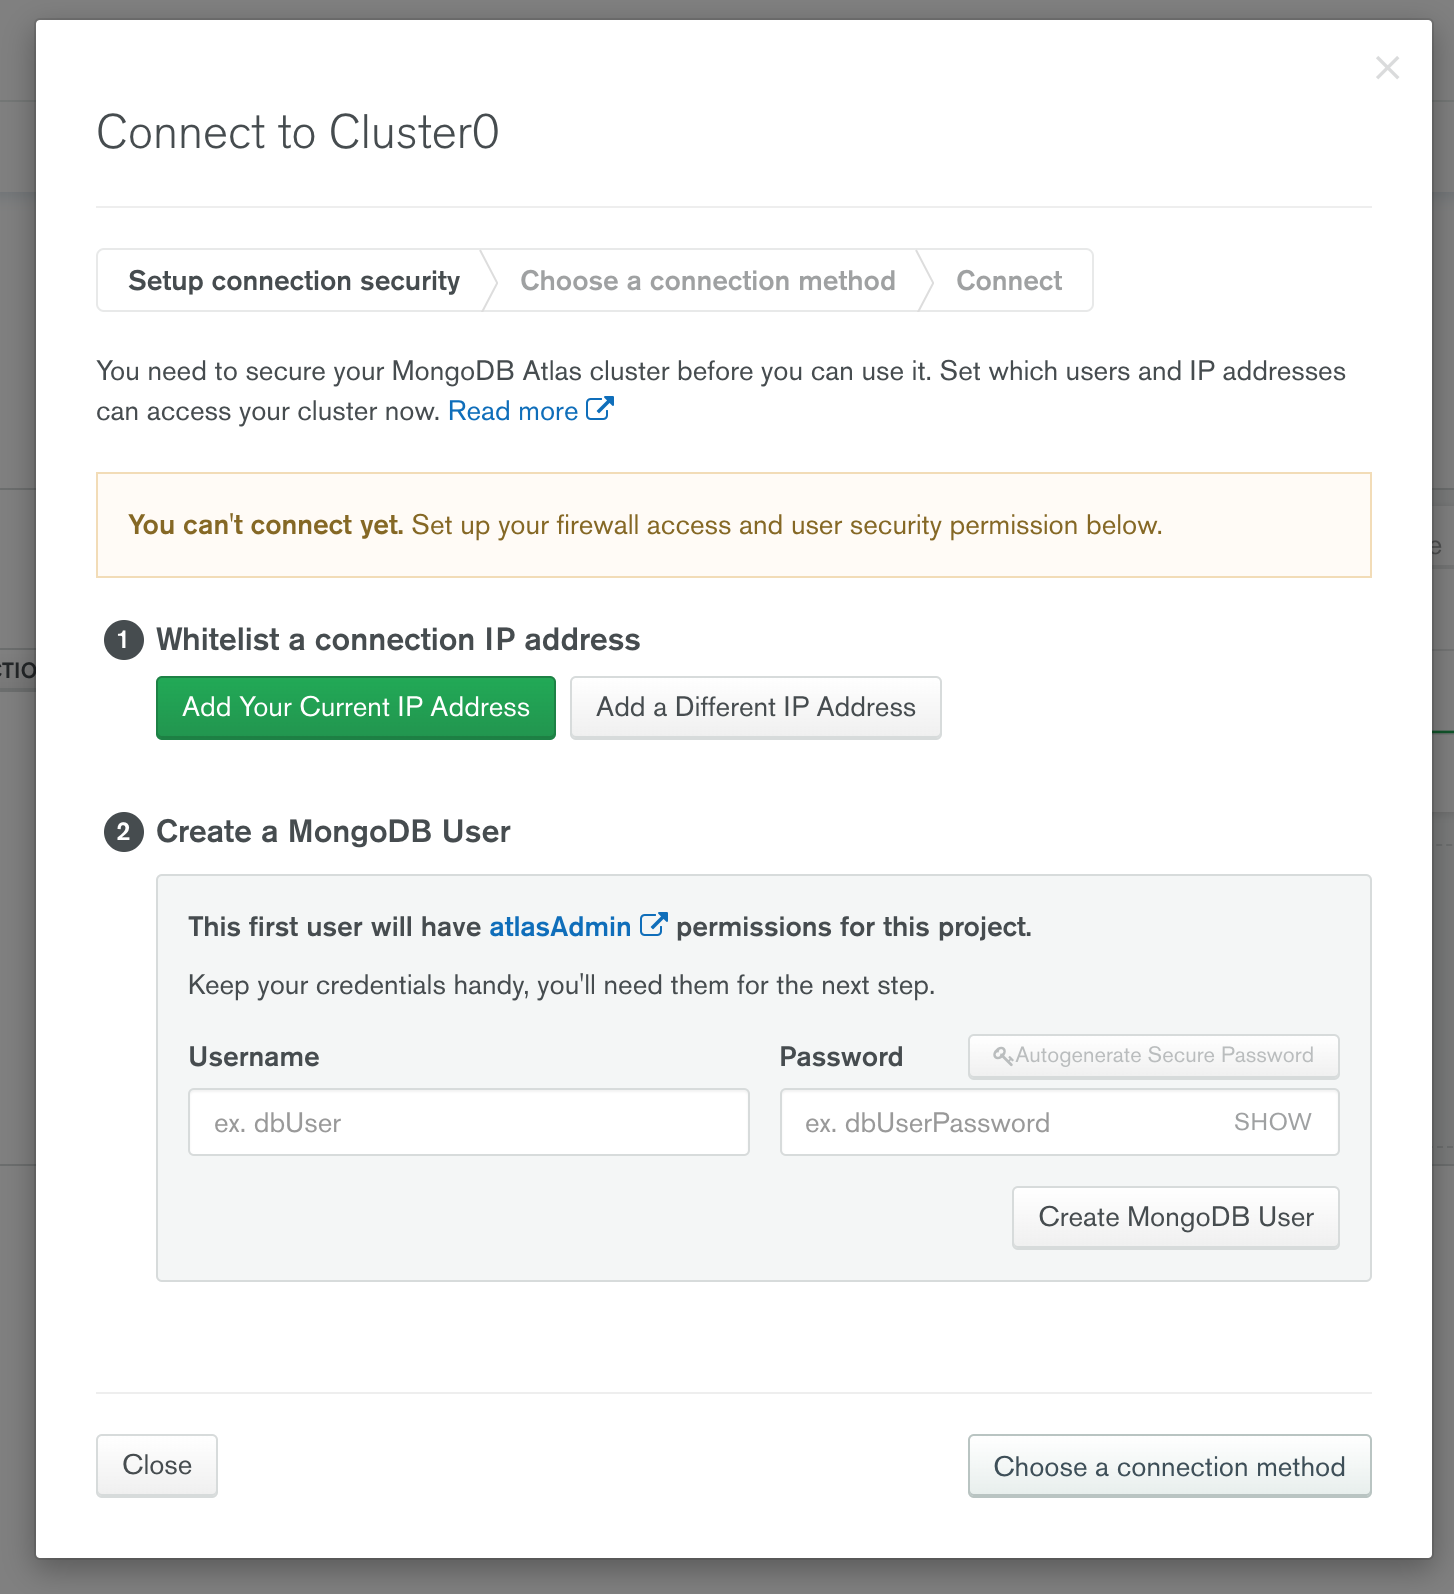 Connect to Cluster0
Setup connection security
Choose a connection method
Connect
You need to secure your MongoDB Atlas cluster before you can use it. Set which users and IP addresses
can access your cluster now. Read more
You can't connect yet. Set up your firewall access and user security permission below.
1 Whitelist a connection IP address
Add Your Current IP Address
Add a Different IP Address
2 Create a MongoDB User
This first user will have atlasAdmin permissions for this project.
Keep your credentials handy, you'll need them for the next step.
Username
Password
Autogenerate Secure Password
ex. dbUser
ex. dbUserPassword
SHOW
Create MongoDB User
Close
Choose a connection method